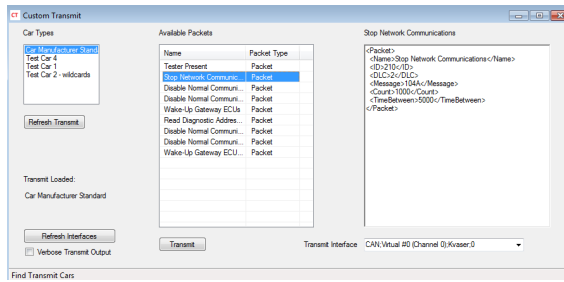 CT Custom Transmit
Car Types
Car Manufacturer Stand
Test Car 4
Test Car 1
Test Car 2 - wildcards
Refresh Transmit
Transmit Loaded:
Car Manufacturer Standard
Refresh Interfaces
Verbose Transmit Output
Available Packets
Name Packet Type
Tester Present Packet
Stop Network Communic... Packet
Disable Normal Communi... Packet
Disable Normal Communi... Packet
Wake-Up Gateway ECUs Packet
Read Diagnostic Addres... Packet
Disable Normal Communi... Packet
Disable Normal Communi... Packet
Wake-Up Gateway ECU... Packet
Transmit
Stop Network Communications
<Packet>
<Name>Stop Network Communications</Name>
<ID>210</ID>
<DLC>2</DLC>
<Message>104A</Message>
<Count>1000</Count>
<TimeBetween>5000</TimeBetween>
</Packet>
Transmit Interface CAN;Virtual #0 (Channel 0);Kvaser;0
Find Transmit Cars